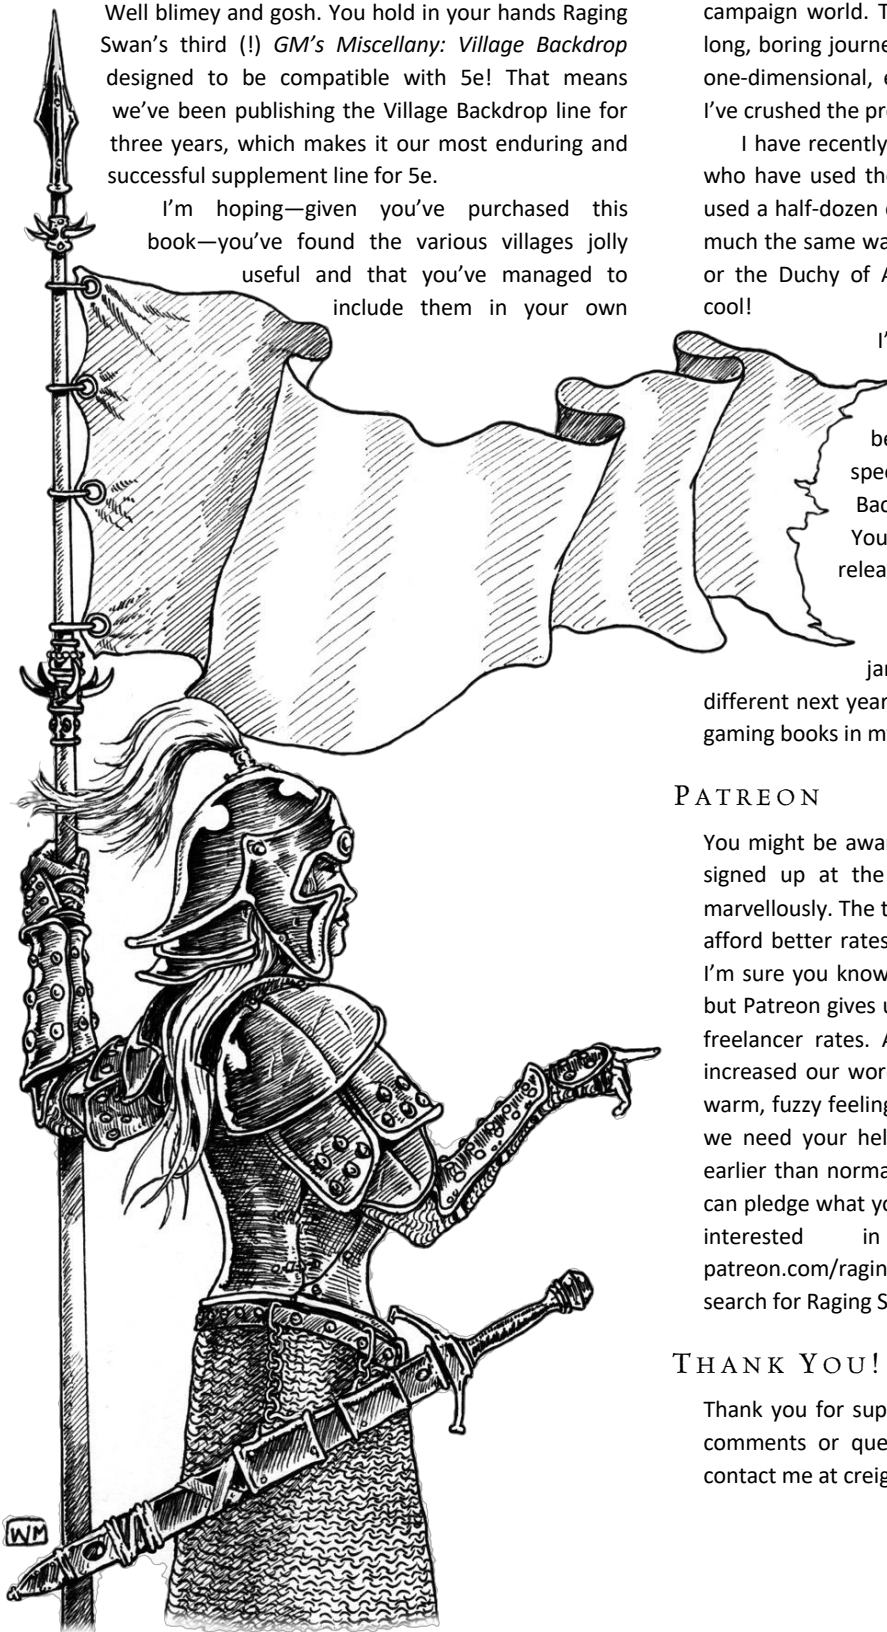 Well blimey and gosh. You hold in your hands Raging
Swan's third (!) GM's Miscellany: Village Backdrop
designed to be compatible with 5e! That means
we've been publishing the Village Backdrop line for
three years, which makes it our most enduring and
successful supplement line for 5e.
I'm hoping—given you've purchased this
book—you've found the various villages jolly
useful and that you've managed to
include them in your own
campaign world. T
long, boring journe
one-dimensional, e
I've crushed the pr
I have recently
who have used the
used a half-dozen
much the same wa
or the Duchy of A
cool!
I'
be
spec
Bac
You
relea
jar
different next year
gaming books in m
PATREON
You might be awar
signed up at the
marvellously. The t
afford better rates
I'm sure you know
but Patreon gives u
freelancer rates. A
increased our wor
warm, fuzzy feeling
we need your hel
earlier than norma
can pledge what yo
interested in
patreon.com/ragin
search for Raging S
THANK YOU!
Thank you for sup
comments or que
contact me at creig
WM